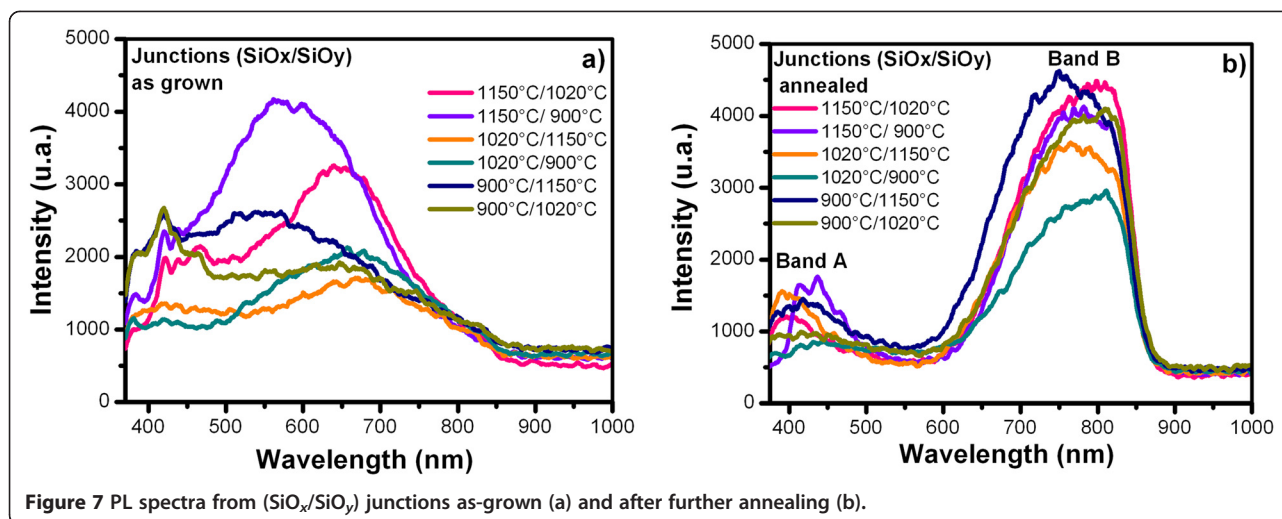 Junctions (SiOx/SiOy)
as grown
a)
1150°C/1020°C
1150°C/ 900°C
1020°C/1150°C
1020°C/900°C
900°C/1150°C
900°C/1020°C
Intensity (u.a.)
5000
4000
3000
2000
1000
0
400 500 600 700 800 900 1000
Wavelength (nm)
Junctions (SiOx/SiOy)
annealed
Band B
b)
1150°C/1020°C
1150°C/ 900°C
1020°C/1150°C
1020°C/900°C
900°C/1150°C
900°C/1020°C
Band A
Intensity (u.a.)
5000
4000
3000
2000
1000
0
400 500 600 700 800 900 1000
Wavelength (nm)
Figure 7 PL spectra from (SiOx/SiOy) junctions as-grown (a) and after further annealing (b).